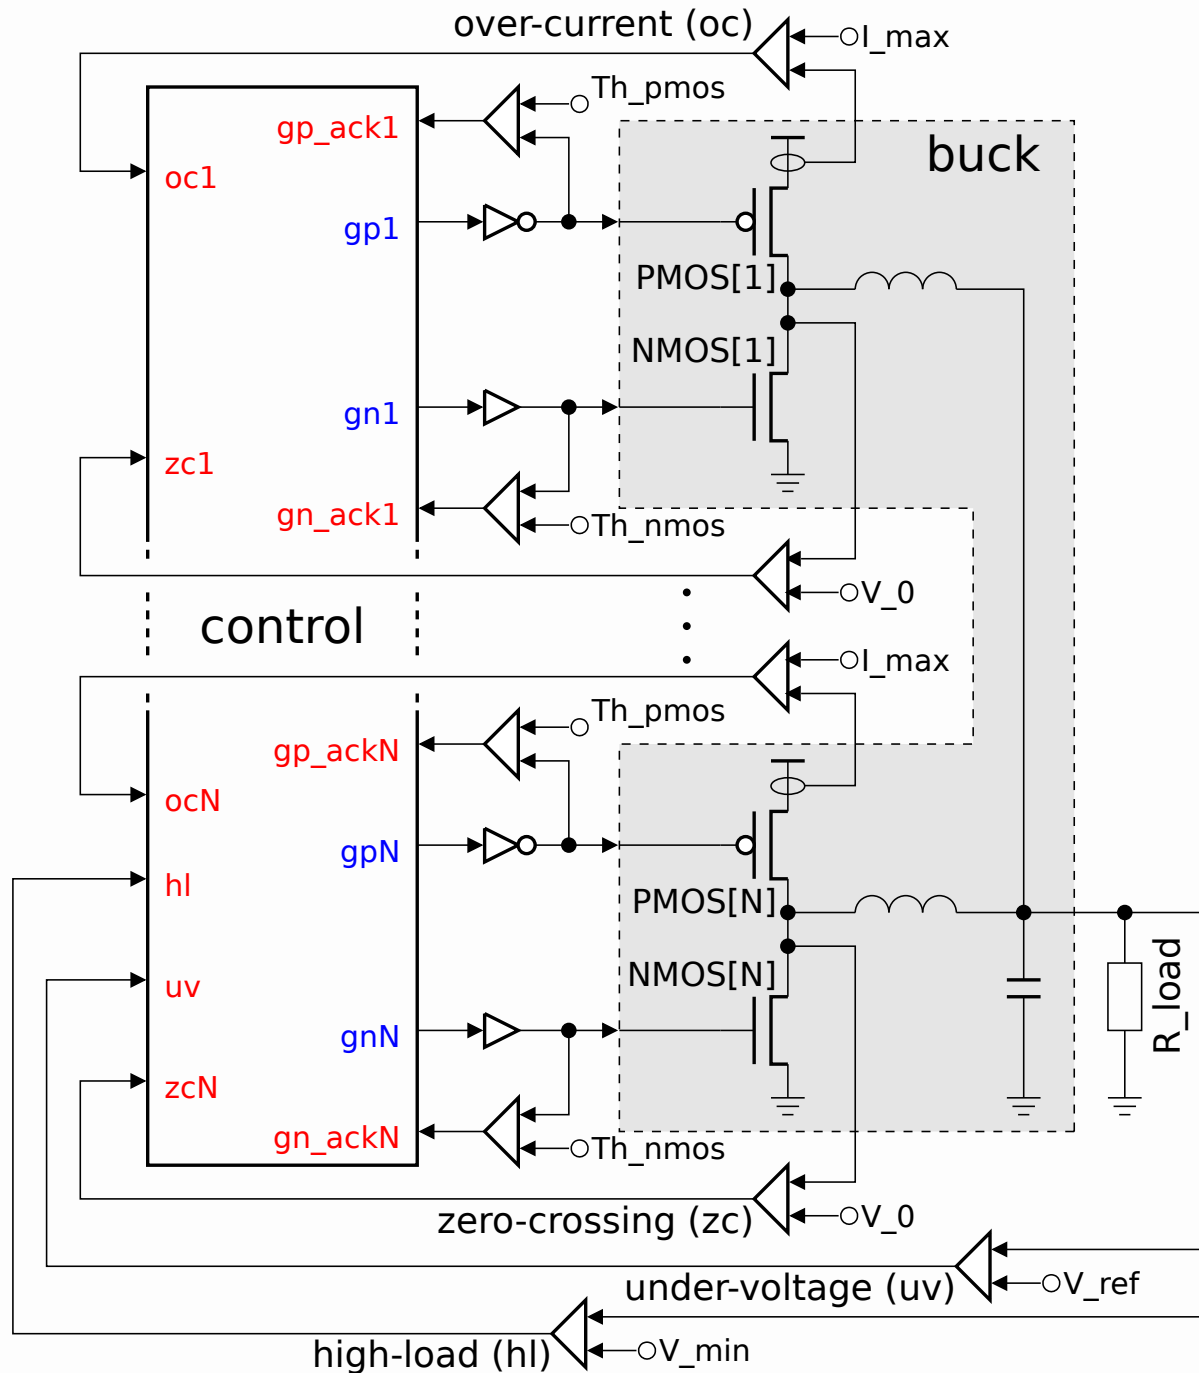 over-current (oc)
I_max
Th_pmos
gp_ack1
buck
oc1
gp1
PMOS[1]
NMOS[1]
gn1
zc1
gn_ack1
Th_nmos
V_0
control
I_max
Th_pmos
gp_ackN
ocN
gpN
hl
PMOS[N]
NMOS[N]
R_load
uv
gnN
zcN
gn_ackN
Th_nmos
zero-crossing (zc)
V_0
under-voltage (uv)
V_ref
high-load (hl)
V_min